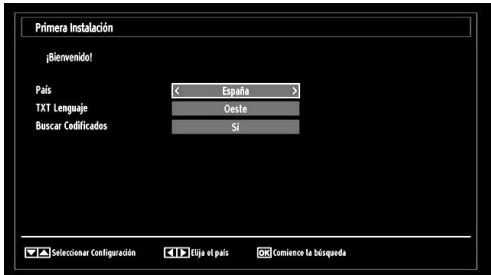 Primera Instalación
¡Bienvenido!
País < España >
TXT Lenguaje Oeste
Buscar Codificados Sí
Seleccionar Configuración Elija el país OK Comience la búsqueda